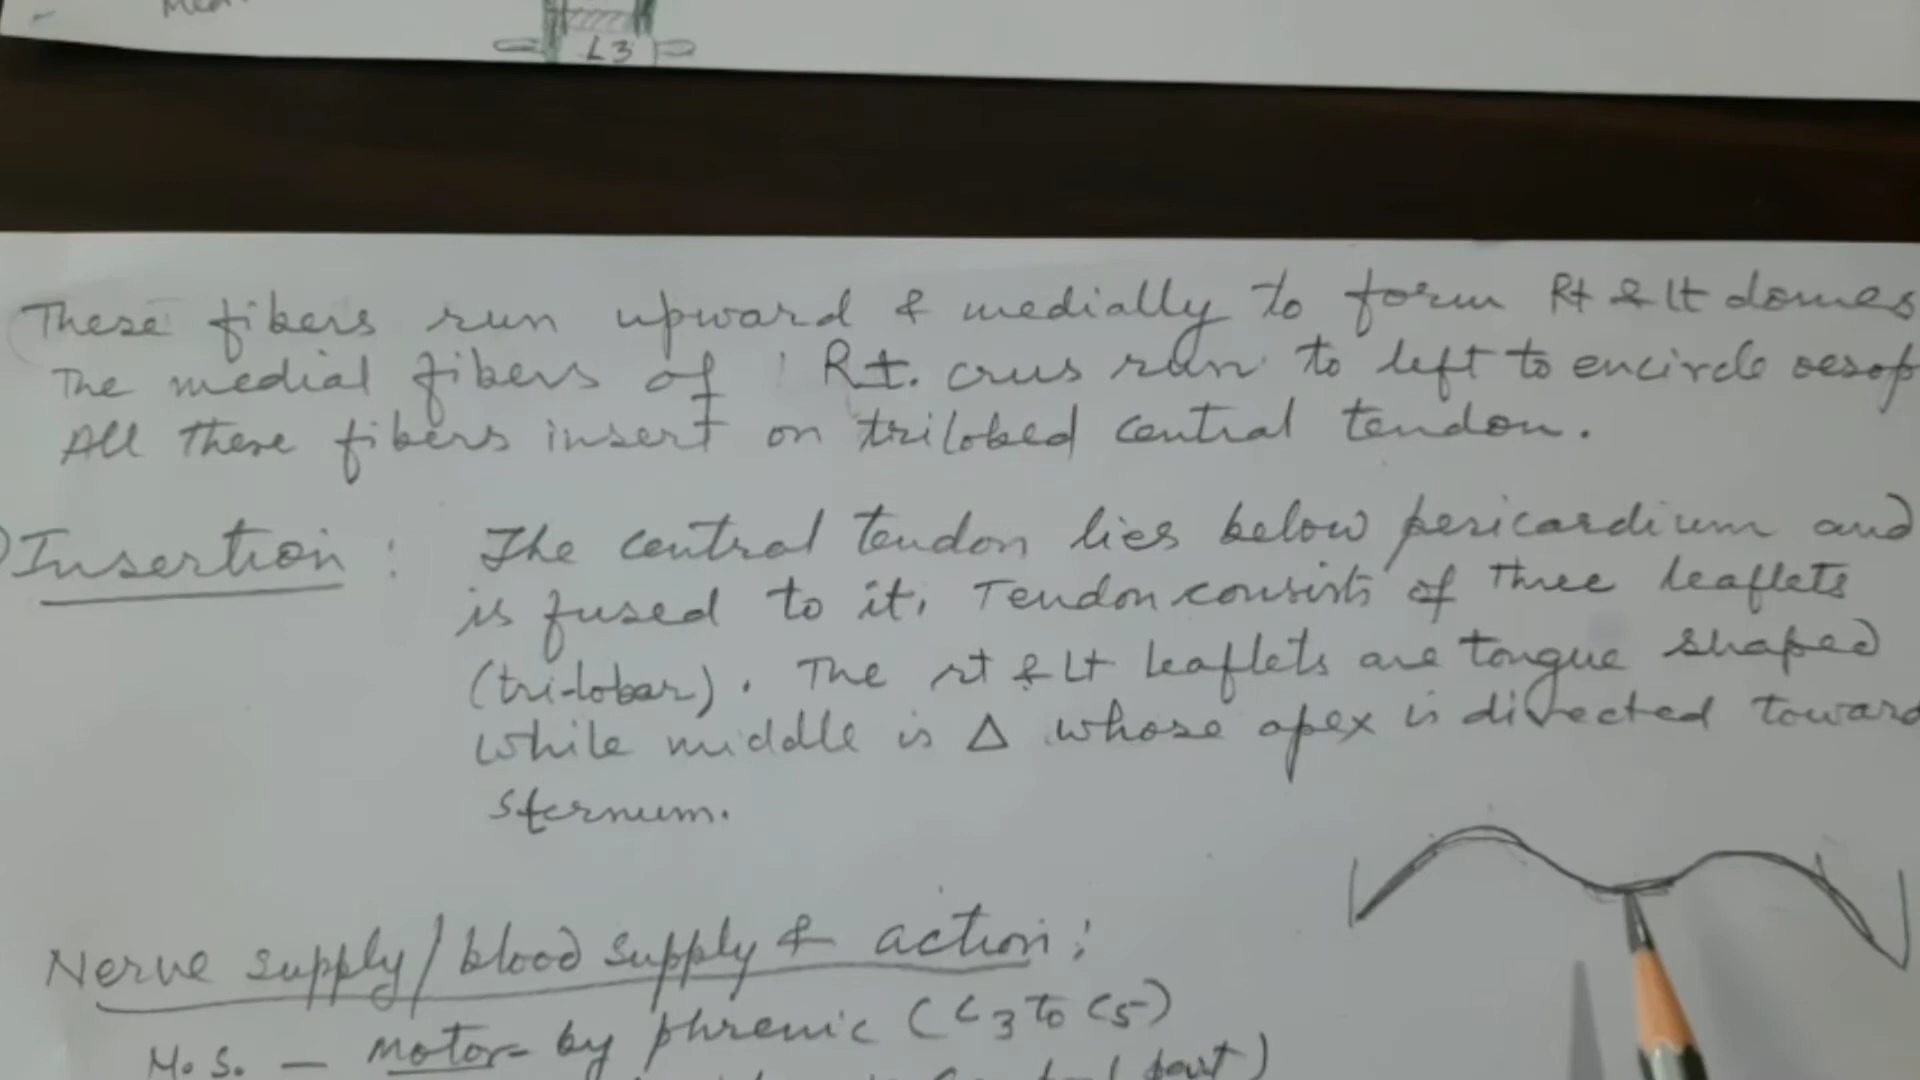 L3
These fibers run upward & medially to form Rt & Lt domes
The medial fibers of Rt. crus run to left to encircle oesop
All these fibers insert on trilobed central tendon.
Insertion : The central tendon lies below pericardium and
is fused to it. Tendon consists of three leaflets
(tri-lobar). The rt & Lt leaflets are tongue shaped
while middle is Δ whose apex is directed toward
sternum.
Nerve supply/blood supply & action:
M.S. — Motor by phrenic (C3 to C5)
part)